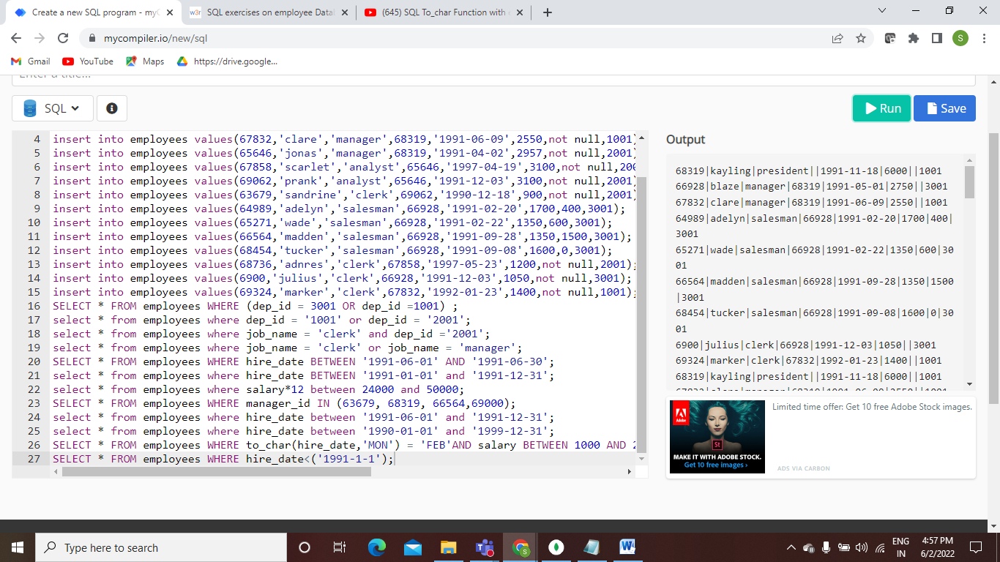 Create a new SQL program - myC
SQL exercises on employee Data
(645) SQL To_char Function with
mycompiler.io/new/sql
S
Gmail
YouTube
Maps
https://drive.google...
Enter a title...
SQL
Run
Save
4 insert into employees values(67832,'clare','manager',68319,'1991-06-09',2550,not null,1001)
5 insert into employees values(65646,'jonas','manager',68319,'1991-04-02',2957,not null,2001)
6 insert into employees values(67858,'scarlet','analyst',65646,'1997-04-19',3100,not null,200
7 insert into employees values(69062,'prank','analyst',65646,'1991-12-03',3100,not null,2001)
8 insert into employees values(63679,'sandrine','clerk',69062,'1990-12-18',900,not null,2001)
9 insert into employees values(64989,'adelyn','salesman',66928,'1991-02-20',1700,400,3001);
10 insert into employees values(65271,'wade','salesman',66928,'1991-02-22',1350,600,3001);
11 insert into employees values(66564,'madden','salesman',66928,'1991-09-28',1350,1500,3001);
12 insert into employees values(68454,'tucker','salesman',66928,'1991-09-08',1600,0,3001);
13 insert into employees values(68736,'adnres','clerk',67858,'1997-05-23',1200,not null,2001);
14 insert into employees values(6900,'julius','clerk',66928,'1991-12-03',1050,not null,3001);
15 insert into employees values(69324,'marker','clerk',67832,'1992-01-23',1400,not null,1001);
16 SELECT * FROM employees WHERE (dep_id = 3001 OR dep_id =1001) ;
17 select * from employees where dep_id = '1001' or dep_id = '2001';
18 select * from employees where job_name = 'clerk' and dep_id ='2001';
19 select * from employees where job_name = 'clerk' or job_name = 'manager';
20 SELECT * FROM employees WHERE hire_date BETWEEN '1991-06-01' AND '1991-06-30';
21 select * from employees where hire_date BETWEEN '1991-01-01' and '1991-12-31';
22 select * from employees where salary*12 between 24000 and 50000;
23 SELECT * FROM employees WHERE manager_id IN (63679, 68319, 66564,69000);
24 select * from employees where hire_date between '1991-06-01' and '1991-12-31';
25 select * from employees where hire_date between '1990-01-01' and '1999-12-31';
26 SELECT * FROM employees WHERE to_char(hire_date,'MON') = 'FEB'AND salary BETWEEN 1000 AND 2
27 SELECT * FROM employees WHERE hire_date<('1991-1-1');
Output
68319|kayling|president||1991-11-18|6000||1001
66928|blaze|manager|68319|1991-05-01|2750||3001
67832|clare|manager|68319|1991-06-09|2550||1001
64989|adelyn|salesman|66928|1991-02-20|1700|400|
3001
65271|wade|salesman|66928|1991-02-22|1350|600|30
01
66564|madden|salesman|66928|1991-09-28|1350|1500
|3001
68454|tucker|salesman|66928|1991-09-08|1600|0|30
01
6900|julius|clerk|66928|1991-12-03|1050||3001
69324|marker|clerk|67832|1992-01-23|1400||1001
68319|kayling|president||1991-11-18|6000||1001
67832|clare|manager|68319|1991-06-09|2550||1001
Adobe
St
MAKE IT WITH ADOBE STOCK.
Get 10 free images ›
Limited time offer: Get 10 free Adobe Stock images.
ADS VIA CARBON
Type here to search
ENG
IN
4:57 PM
6/2/2022